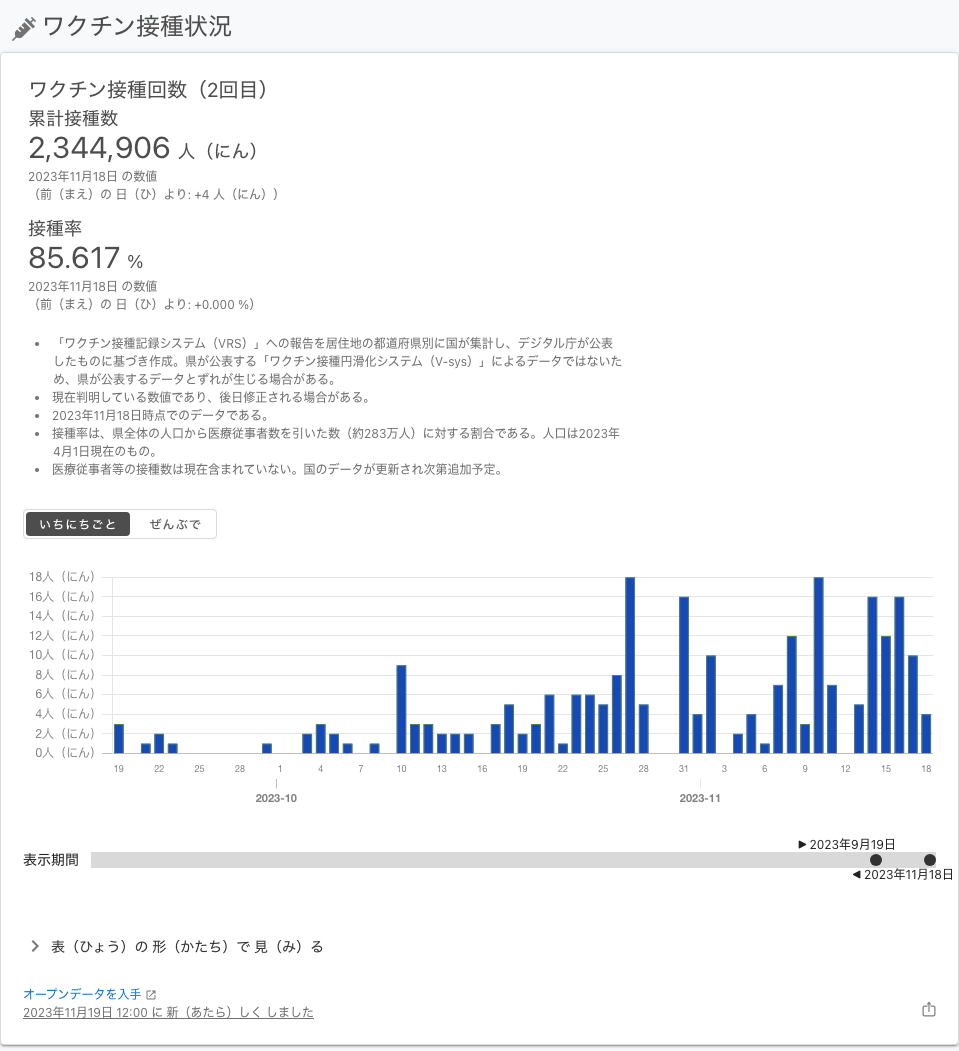 ワクチン接種状況
ワクチン接種回数（2回目）
累計接種数
2,344,906 人（にん）
2023年11月18日 の数値
（前（まえ）の 日（ひ）より: +4 人（にん））
接種率
85.617 %
2023年11月18日 の数値
（前（まえ）の 日（ひ）より: +0.000 %）
• 「ワクチン接種記録システム（VRS）」への報告を居住地の都道府県別に国が集計し、デジタル庁が公表
したものに基づき作成。県が公表する「ワクチン接種円滑化システム（V-sys）」によるデータではないた
め、県が公表するデータとずれが生じる場合がある。
• 現在判明している数値であり、後日修正される場合がある。
• 2023年11月18日時点でのデータである。
• 接種率は、県全体の人口から医療従事者数を引いた数（約283万人）に対する割合である。人口は2023年
4月1日現在のもの。
• 医療従事者等の接種数は現在含まれていない。国のデータが更新され次第追加予定。
いちにちごと ぜんぶで
18人（にん）
16人（にん）
14人（にん）
12人（にん）
10人（にん）
8人（にん）
6人（にん）
4人（にん）
2人（にん）
0人（にん）
19 22 25 28 1 4 7 10 13 16 19 22 25 28 31 3 6 9 12 15 18
2023-10 2023-11
▶ 2023年9月19日
表示期間
◀ 2023年11月18日
表（ひょう）の 形（かたち）で 見（み）る
オープンデータを入手
2023年11月19日 12:00 に 新（あたら）しく しました